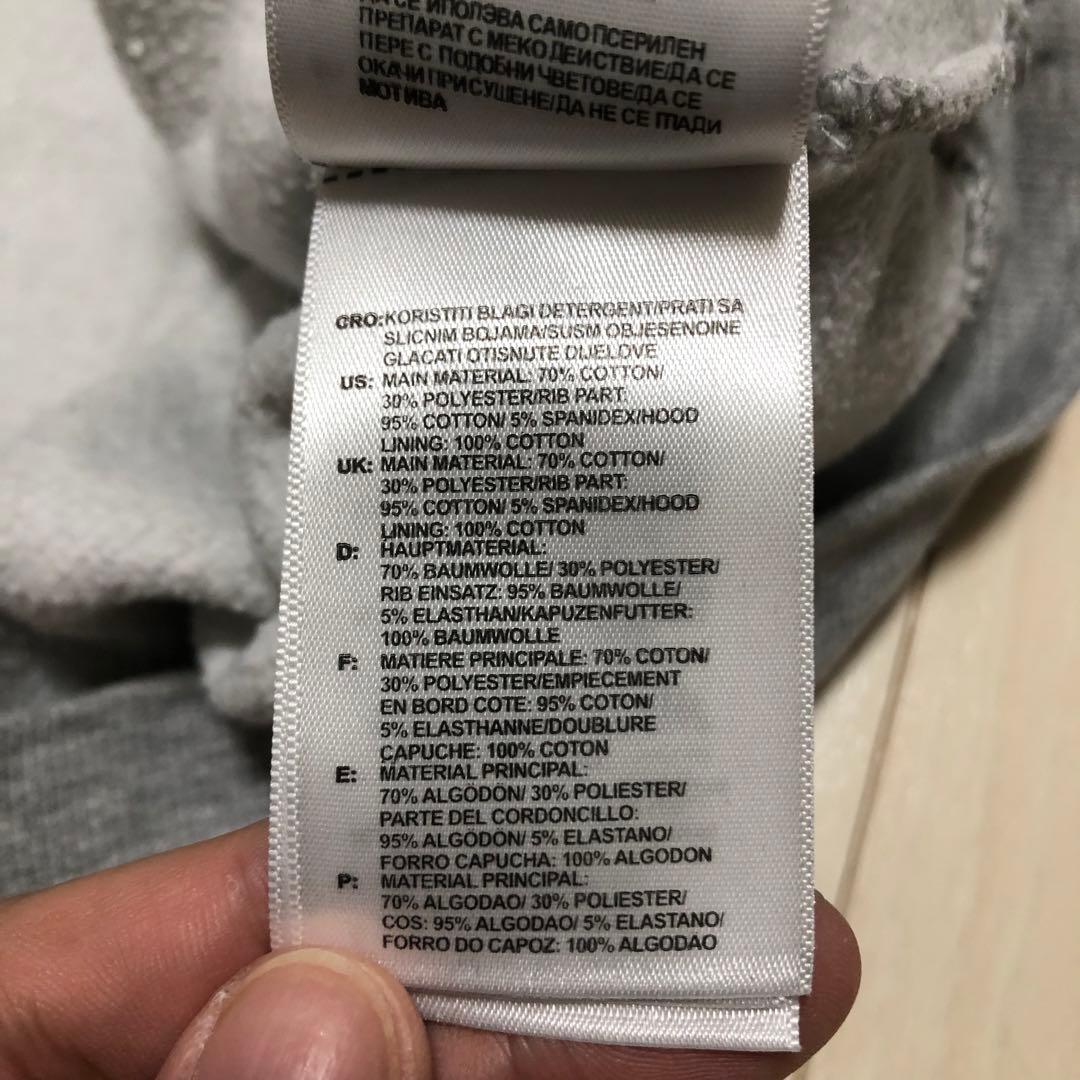 ДА СЕ ИПОЛЗВА САМО ПСЕРИЛЕН
ПРЕПАРАТ С МЕКО ДЕЙСТВИЕ/ДА СЕ
ПЕРЕ С ПОДОБНИ ЧВЕТОВЕ/ДА СЕ
ОКАЧИ ПРИ СУШЕНЕ/ДА НЕ СЕ ГЛАДИ
МОТИВА
CRO: KORISTITI BLAGI DETERGENT/PRATI SA
SLICNIM BOJAMA/SUSM OBJESENOINE
GLACATI OTISNUTE DIJELOVE
US: MAIN MATERIAL: 70% COTTON/
30% POLYESTER/RIB PART:
95% COTTON/ 5% SPANIDEX/HOOD
LINING: 100% COTTON
UK: MAIN MATERIAL: 70% COTTON/
30% POLYESTER/RIB PART:
95% COTTON/ 5% SPANIDEX/HOOD
LINING: 100% COTTON
D: HAUPTMATERIAL:
70% BAUMWOLLE/ 30% POLYESTER/
RIB EINSATZ: 95% BAUMWOLLE/
5% ELASTHAN/KAPUZENFUTTER:
100% BAUMWOLLE
F: MATIERE PRINCIPALE: 70% COTON/
30% POLYESTER/EMPIECEMENT
EN BORD COTE: 95% COTON/
5% ELASTHANNE/DOUBLURE
CAPUCHE: 100% COTON
E: MATERIAL PRINCIPAL:
70% ALGÖDÓN/ 30% POLIESTER/
PARTE DEL CORDONCILLO:
95% ALGODÓN/ 5% ELASTANO/
FORRO CAPUCHA: 100% ALGODON
P: MATERIAL PRINCIPAL:
70% ALGODAO/ 30% POLIESTER/
COS: 95% ALGODAO/ 5% ELASTANO/
FORRO DO CAPOZ: 100% ALGODAO